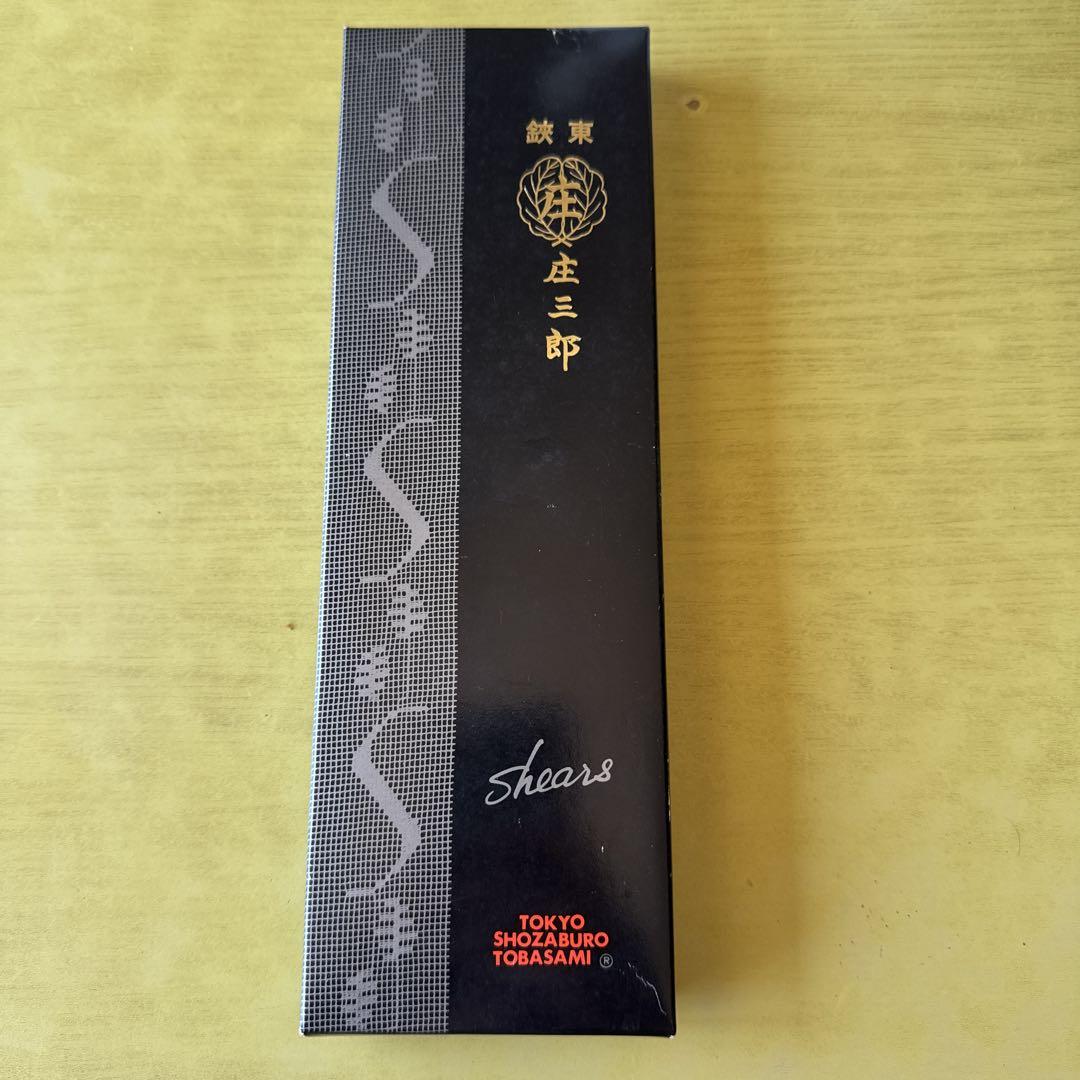 鋏東
庄
庄三郎
Shears
TOKYO
SHOZABURO
TOBASAMI ®